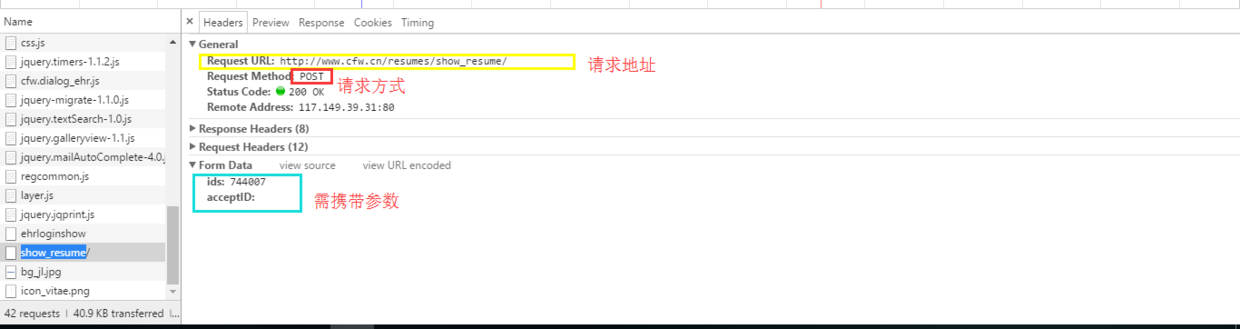 Name
css.js
jquery.timers-1.1.2.js
cfw.dialog_ehr.js
jquery-migrate-1.1.0.js
jquery.textSearch-1.0.js
jquery.galleryview-1.1.js
jquery.mailAutoComplete-4.0.j
regcommon.js
layer.js
jquery.jqprint.js
ehrloginshow
show_resume/
bg_jl.jpg
icon_vitae.png
42 requests | 40.9 KB transferred |...
× Headers Preview Response Cookies Timing
▼ General
Request URL: http://www.cfw.cn/resumes/show_resume/ 请求地址
Request Method: POST 请求方式
Status Code: 200 OK
Remote Address: 117.149.39.31:80
▶ Response Headers (8)
▶ Request Headers (12)
▼ Form Data view source view URL encoded
ids: 744007
acceptID:
需携带参数